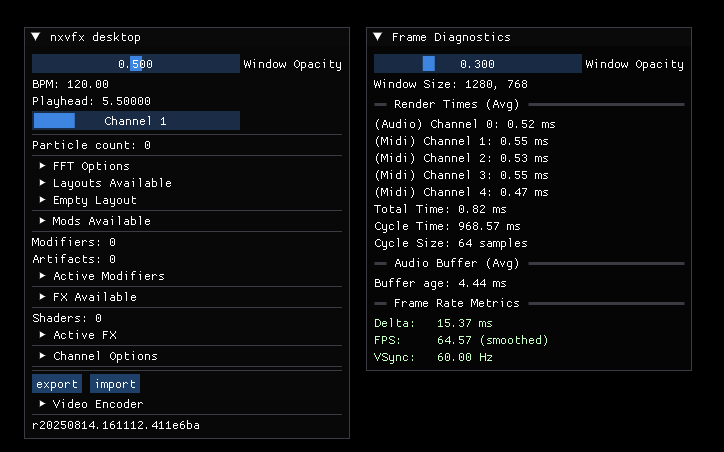 nxvfx desktop
0.500 Window Opacity
BPM: 120.00
Playhead: 5.50000
Channel 1
Particle count: 0
FFT Options
Layouts Available
Empty Layout
Mods Available
Modifiers: 0
Artifacts: 0
Active Modifiers
FX Available
Shaders: 0
Active FX
Channel Options
export import
Video Encoder
r20250814.161112.411e6ba
Frame Diagnostics
0.300 Window Opacity
Window Size: 1280, 768
Render Times (Avg)
(Audio) Channel 0: 0.52 ms
(Midi) Channel 1: 0.55 ms
(Midi) Channel 2: 0.53 ms
(Midi) Channel 3: 0.55 ms
(Midi) Channel 4: 0.47 ms
Total Time: 0.82 ms
Cycle Time: 968.57 ms
Cycle Size: 64 samples
Audio Buffer (Avg)
Buffer age: 4.44 ms
Frame Rate Metrics
Delta: 15.37 ms
FPS: 64.57 (smoothed)
VSync: 60.00 Hz